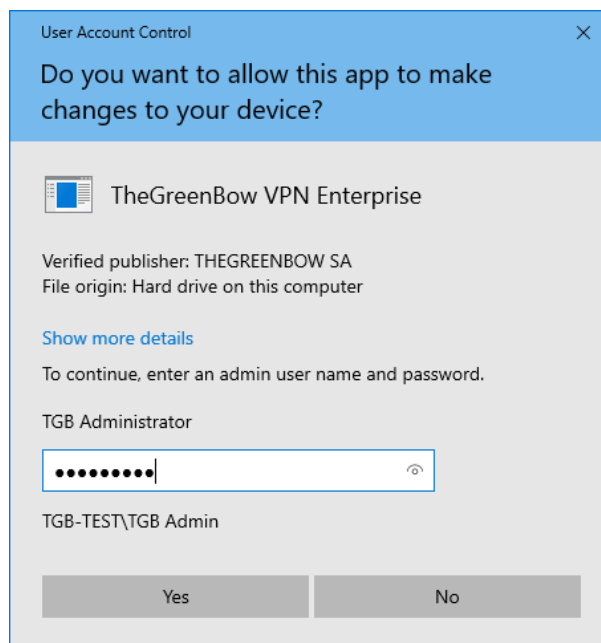 User Account Control
Do you want to allow this app to make
changes to your device?
TheGreenBow VPN Enterprise
Verified publisher: THEGREENBOW SA
File origin: Hard drive on this computer
Show more details
To continue, enter an admin user name and password.
TGB Administrator
●●●●●●●●●
TGB-TEST\TGB Admin
Yes No